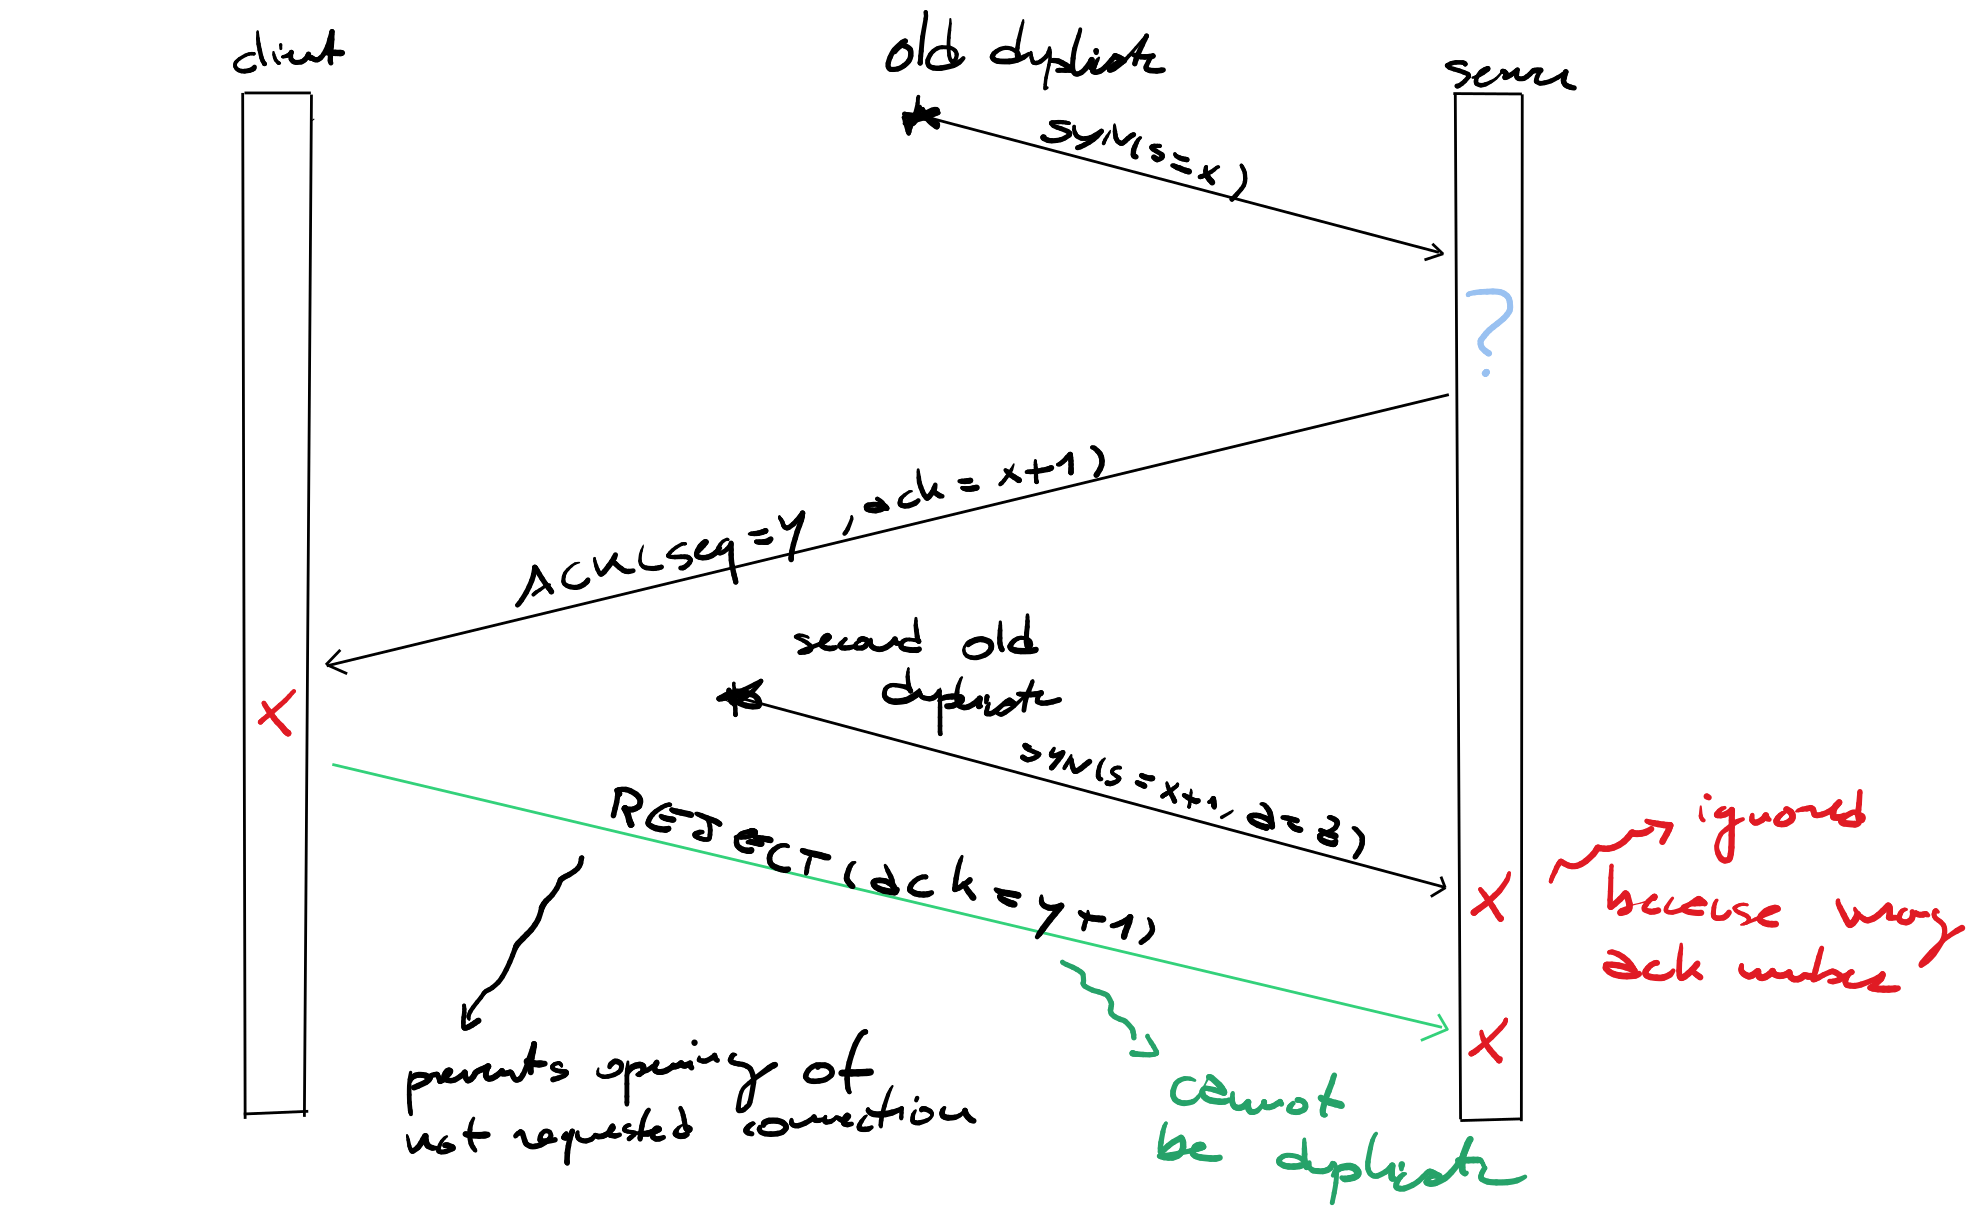 client
old duplicate
server
SYN(s=x)
?
ACK(seq=y, ack=x+1)
second old
duplicate
SYN(s=x+1, a=z)
REJECT(ack=y+1)
ignored
because wrong
ack number
prevents opening of
not requested connection
cannot
be duplicate